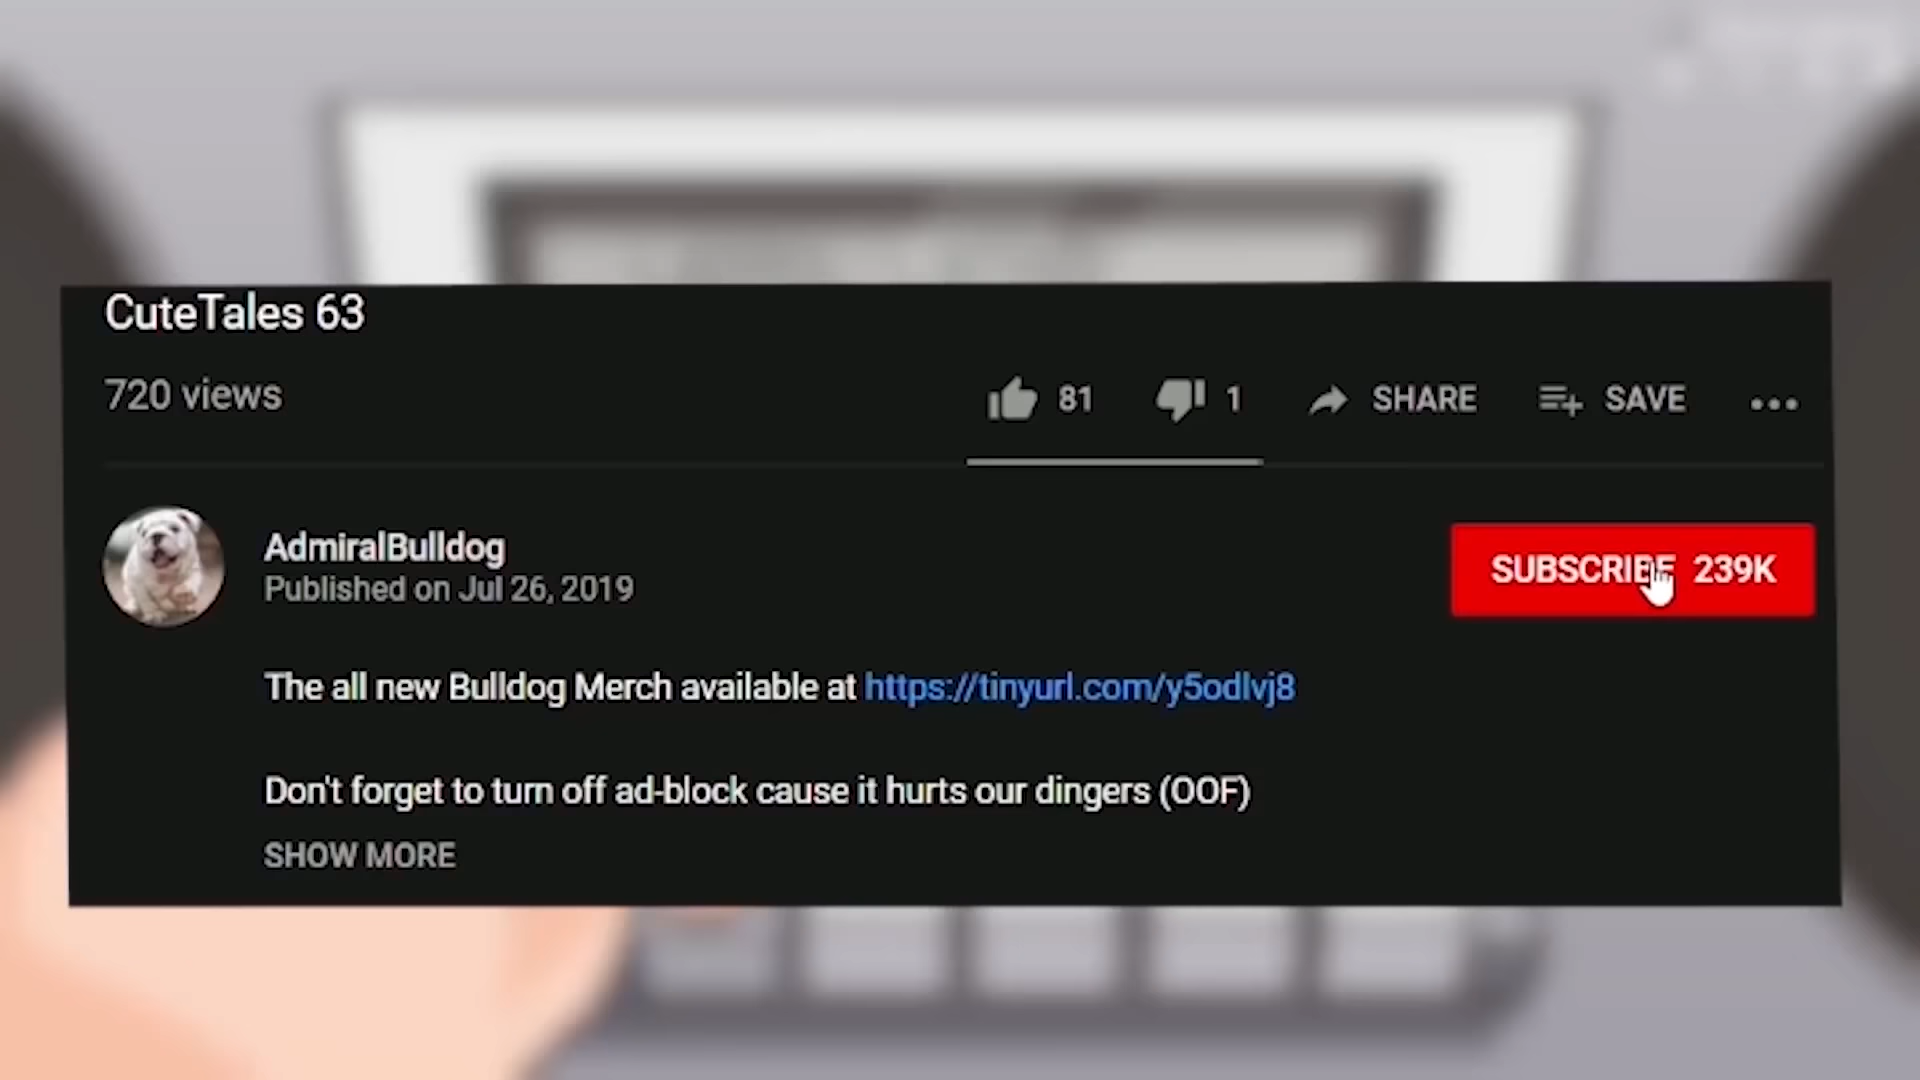 CuteTales 63
720 views
81 1 SHARE SAVE
AdmiralBulldog
Published on Jul 26, 2019
SUBSCRIBE 239K
The all new Bulldog Merch available at https://tinyurl.com/y5odlvj8
Don't forget to turn off ad-block cause it hurts our dingers (OOF)
SHOW MORE